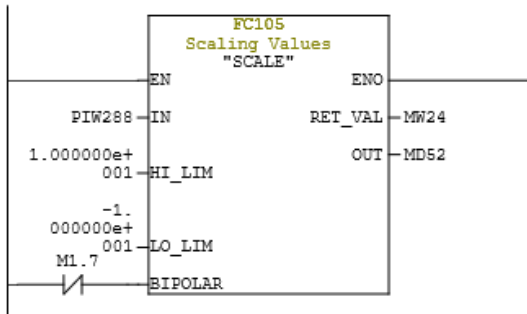 FC105
Scaling Values
"SCALE"
EN ENO
PIW288 IN RET_VAL MW24
1.000000e+
001 HI_LIM OUT MD52
-1.
000000e+
001 LO_LIM
M1.7
BIPOLAR